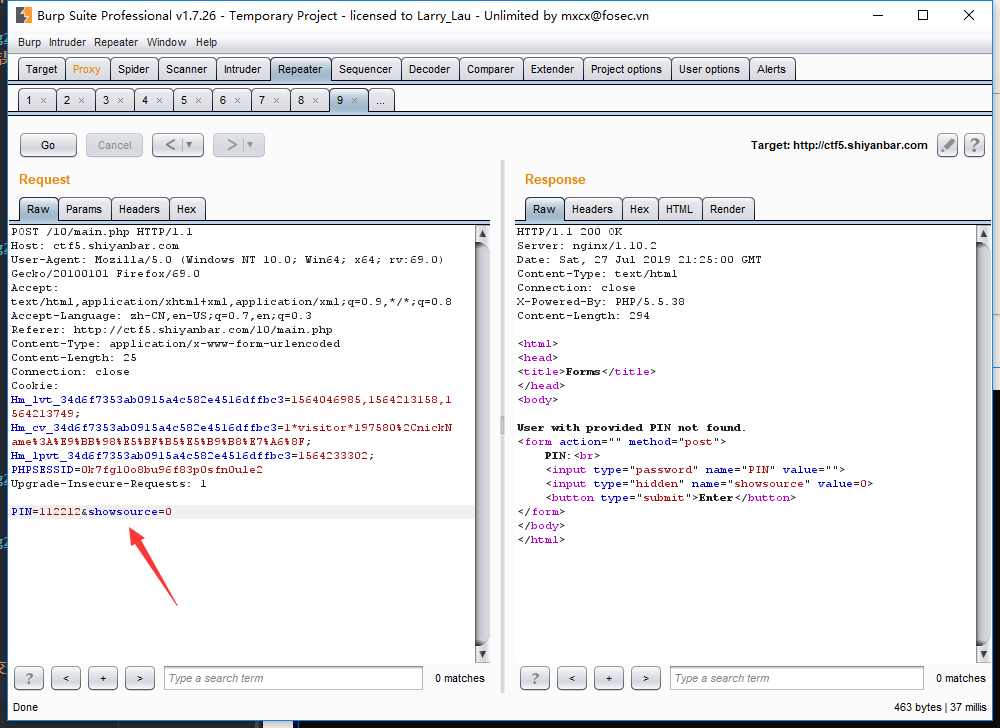 Burp Suite Professional v1.7.26 - Temporary Project - licensed to Larry_Lau - Unlimited by mxcx@fosec.vn
Burp Intruder Repeater Window Help
Target Proxy Spider Scanner Intruder Repeater Sequencer Decoder Comparer Extender Project options User options Alerts
1 × 2 × 3 × 4 × 5 × 6 × 7 × 8 × 9 × ...
Go Cancel < ▼ > ▼ Target: http://ctf5.shiyanbar.com ?
Request
Raw Params Headers Hex
POST /10/main.php HTTP/1.1
Host: ctf5.shiyanbar.com
User-Agent: Mozilla/5.0 (Windows NT 10.0; Win64; x64; rv:69.0)
Gecko/20100101 Firefox/69.0
Accept:
text/html,application/xhtml+xml,application/xml;q=0.9,*/*;q=0.8
Accept-Language: zh-CN,en-US;q=0.7,en;q=0.3
Referer: http://ctf5.shiyanbar.com/10/main.php
Content-Type: application/x-www-form-urlencoded
Content-Length: 25
Connection: close
Cookie:
Hm_lvt_34d6f7353ab0915a4c582e4516dffbc3=1564046985,1564213158,1
564213749;
Hm_cv_34d6f7353ab0915a4c582e4516dffbc3=1*visitor*197580%2CnickN
ame%3A%E9%BB%98%E5%BF%B5%E5%B9%B8%E7%A6%8F;
Hm_lpvt_34d6f7353ab0915a4c582e4516dffbc3=1564233302;
PHPSESSID=0k7fgl0o8bu96f83p0sfn0ule2
Upgrade-Insecure-Requests: 1
PIN=112212&showsource=0
? < + > Type a search term 0 matches
Response
Raw Headers Hex HTML Render
HTTP/1.1 200 OK
Server: nginx/1.10.2
Date: Sat, 27 Jul 2019 21:25:00 GMT
Content-Type: text/html
Connection: close
X-Powered-By: PHP/5.5.38
Content-Length: 294
<html>
<head>
<title>Forms</title>
</head>
<body>
User with provided PIN not found.
<form action="" method="post">
PIN:<br>
<input type="password" name="PIN" value="">
<input type="hidden" name="showsource" value=0>
<button type="submit">Enter</button>
</form>
</body>
</html>
? < + > Type a search term 0 matches
Done 463 bytes | 37 millis